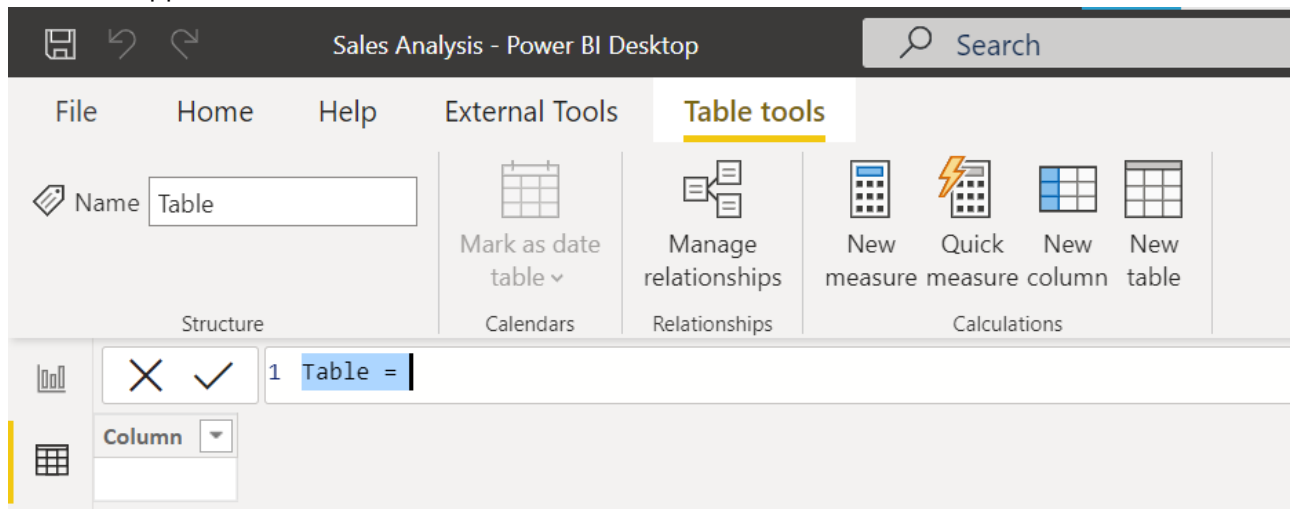 Sales Analysis - Power BI Desktop
Search
File Home Help External Tools Table tools
Name Table
Mark as date
table
Manage
relationships
New
measure
Quick
measure
New
column
New
table
Structure Calendars Relationships Calculations
1 Table =
Column